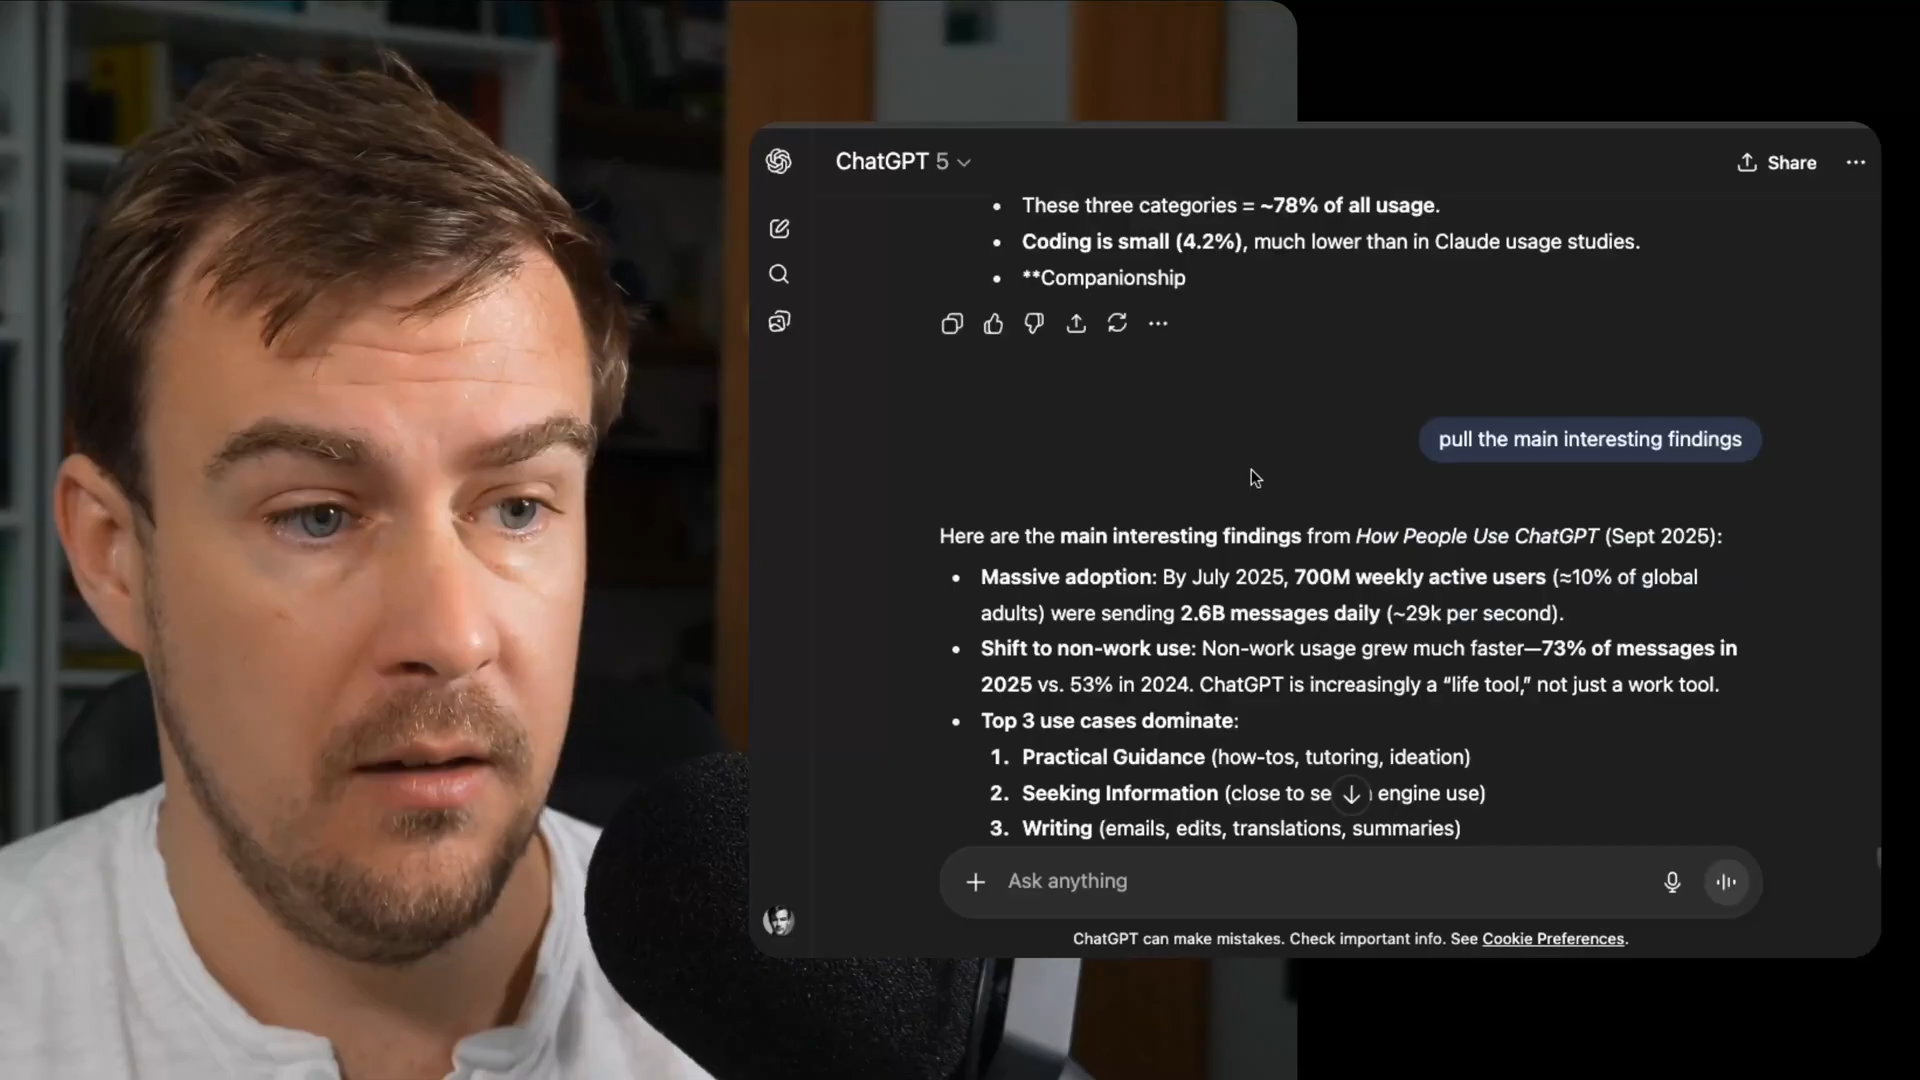 ChatGPT 5
Share
These three categories = ~78% of all usage.
Coding is small (4.2%), much lower than in Claude usage studies.
**Companionship
pull the main interesting findings
Here are the main interesting findings from How People Use ChatGPT (Sept 2025):
Massive adoption: By July 2025, 700M weekly active users (≈10% of global
adults) were sending 2.6B messages daily (~29k per second).
Shift to non-work use: Non-work usage grew much faster—73% of messages in
2025 vs. 53% in 2024. ChatGPT is increasingly a “life tool,” not just a work tool.
Top 3 use cases dominate:
1. Practical Guidance (how-tos, tutoring, ideation)
2. Seeking Information (close to engine use)
3. Writing (emails, edits, translations, summaries)
Ask anything
ChatGPT can make mistakes. Check important info. See Cookie Preferences.